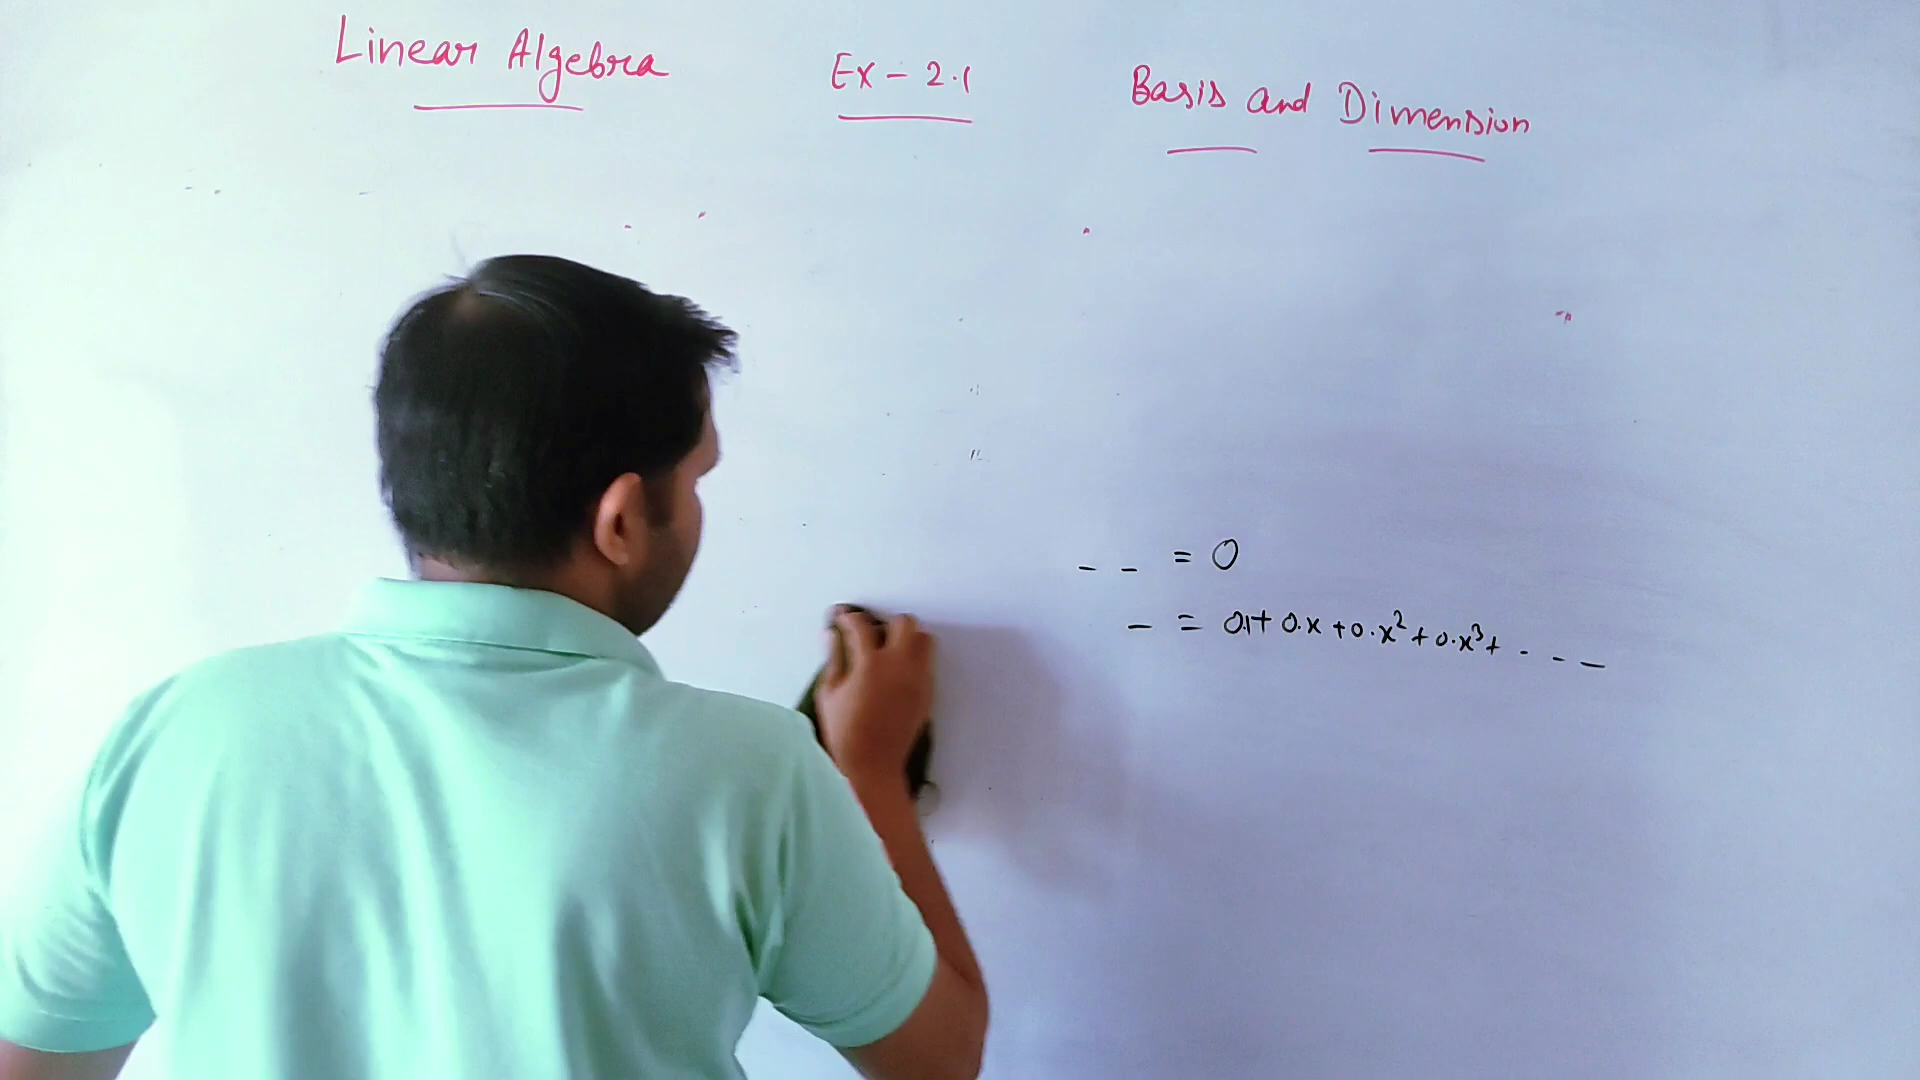 Linear Algebra Ex - 2.1 Basis and Dimension
- - = 0
- = 0.1 + 0.x + 0.x² + 0.x³ + . - -